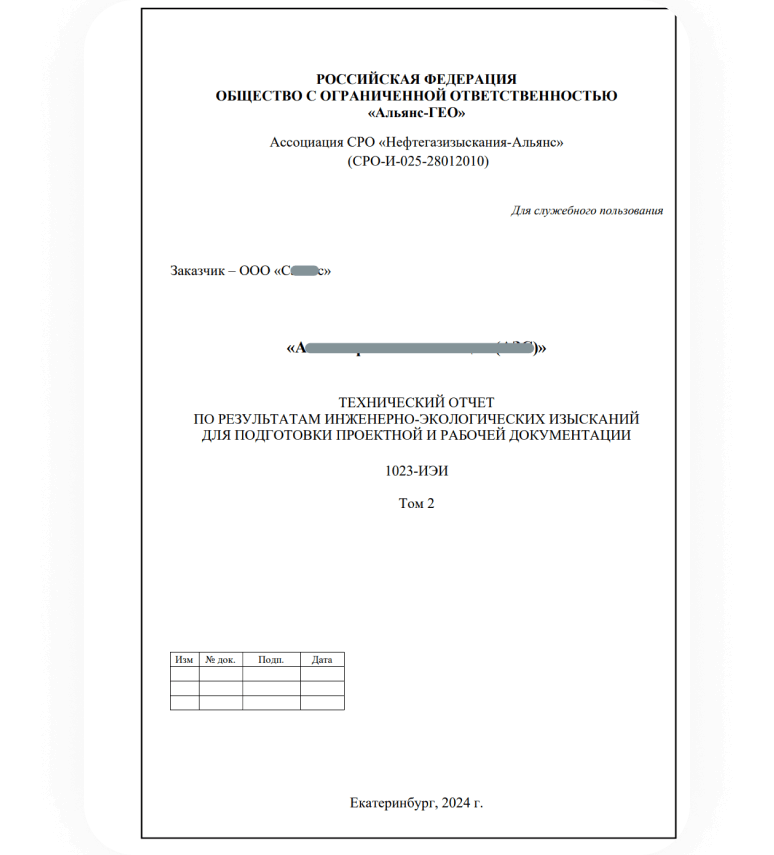 РОССИЙСКАЯ ФЕДЕРАЦИЯ
ОБЩЕСТВО С ОГРАНИЧЕННОЙ ОТВЕТСТВЕННОСТЬЮ
«Альянс-ГЕО»
Ассоциация СРО «Нефтегазизыскания-Альянс»
(СРО-И-025-28012010)
Для служебного пользования
Заказчик – ООО
ТЕХНИЧЕСКИЙ ОТЧЕТ
ПО РЕЗУЛЬТАТАМ ИНЖЕНЕРНО-ЭКОЛОГИЧЕСКИХ ИЗЫСКАНИЙ
ДЛЯ ПОДГОТОВКИ ПРОЕКТНОЙ И РАБОЧЕЙ ДОКУМЕНТАЦИИ
1023-ИЭИ
Том 2
Изм № док. Подп. Дата
Екатеринбург, 2024 г.